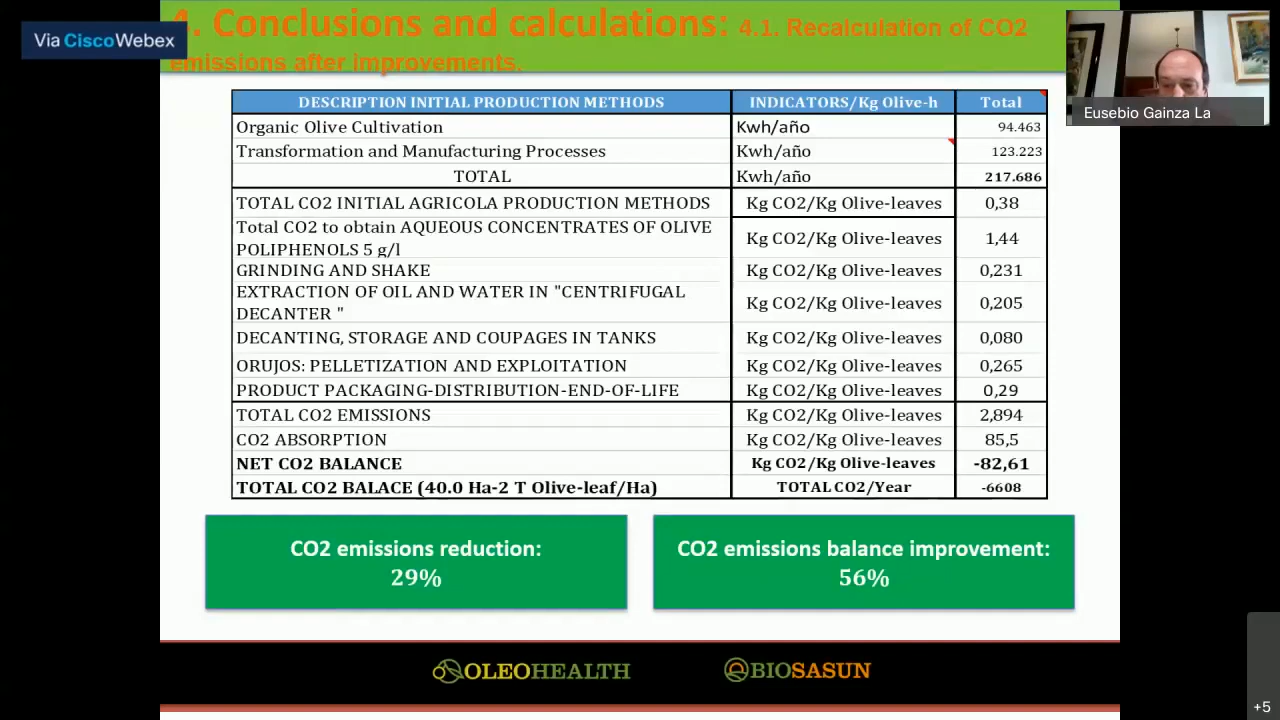 4. Conclusions and calculations: 4.1. Recalculation of CO2
emissions after improvements.
Via Cisco Webex
Eusebio Gainza La
DESCRIPTION INITIAL PRODUCTION METHODS INDICATORS/Kg Olive-h Total
Organic Olive Cultivation Kwh/año 94.463
Transformation and Manufacturing Processes Kwh/año 123.223
TOTAL Kwh/año 217.686
TOTAL CO2 INITIAL AGRICOLA PRODUCTION METHODS Kg CO2/Kg Olive-leaves 0,38
Total CO2 to obtain AQUEOUS CONCENTRATES OF OLIVE
POLIPHENOLS 5 g/l Kg CO2/Kg Olive-leaves 1,44
GRINDING AND SHAKE Kg CO2/Kg Olive-leaves 0,231
EXTRACTION OF OIL AND WATER IN "CENTRIFUGAL
DECANTER " Kg CO2/Kg Olive-leaves 0,205
DECANTING, STORAGE AND COUPAGES IN TANKS Kg CO2/Kg Olive-leaves 0,080
ORUJOS: PELLETIZATION AND EXPLOITATION Kg CO2/Kg Olive-leaves 0,265
PRODUCT PACKAGING-DISTRIBUTION-END-OF-LIFE Kg CO2/Kg Olive-leaves 0,29
TOTAL CO2 EMISSIONS Kg CO2/Kg Olive-leaves 2,894
CO2 ABSORPTION Kg CO2/Kg Olive-leaves 85,5
NET CO2 BALANCE Kg CO2/Kg Olive-leaves -82,61
TOTAL CO2 BALACE (40.0 Ha-2 T Olive-leaf/Ha) TOTAL CO2/Year -6608
CO2 emissions reduction:
29%
CO2 emissions balance improvement:
56%
OLEOHEALTH
BIOSASUN
+5